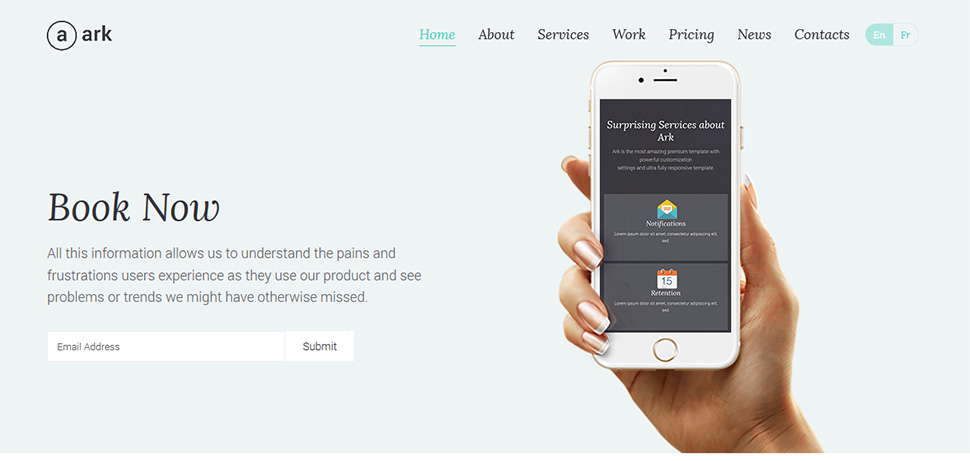 a ark
Home About Services Work Pricing News Contacts En Fr
Book Now
All this information allows us to understand the pains and
frustrations users experience as they use our product and see
problems or trends we might have otherwise missed.
Email Address Submit
Surprising Services about
Ark
Ark is the most amazing premium template with
powerful customization
settings and ultra fully responsive template.
Notifications
Lorem ipsum dolor sit amet, consectetur adipiscing elit,
sed.
15
Retention
Lorem ipsum dolor sit amet, consectetur adipiscing elit,
sed.